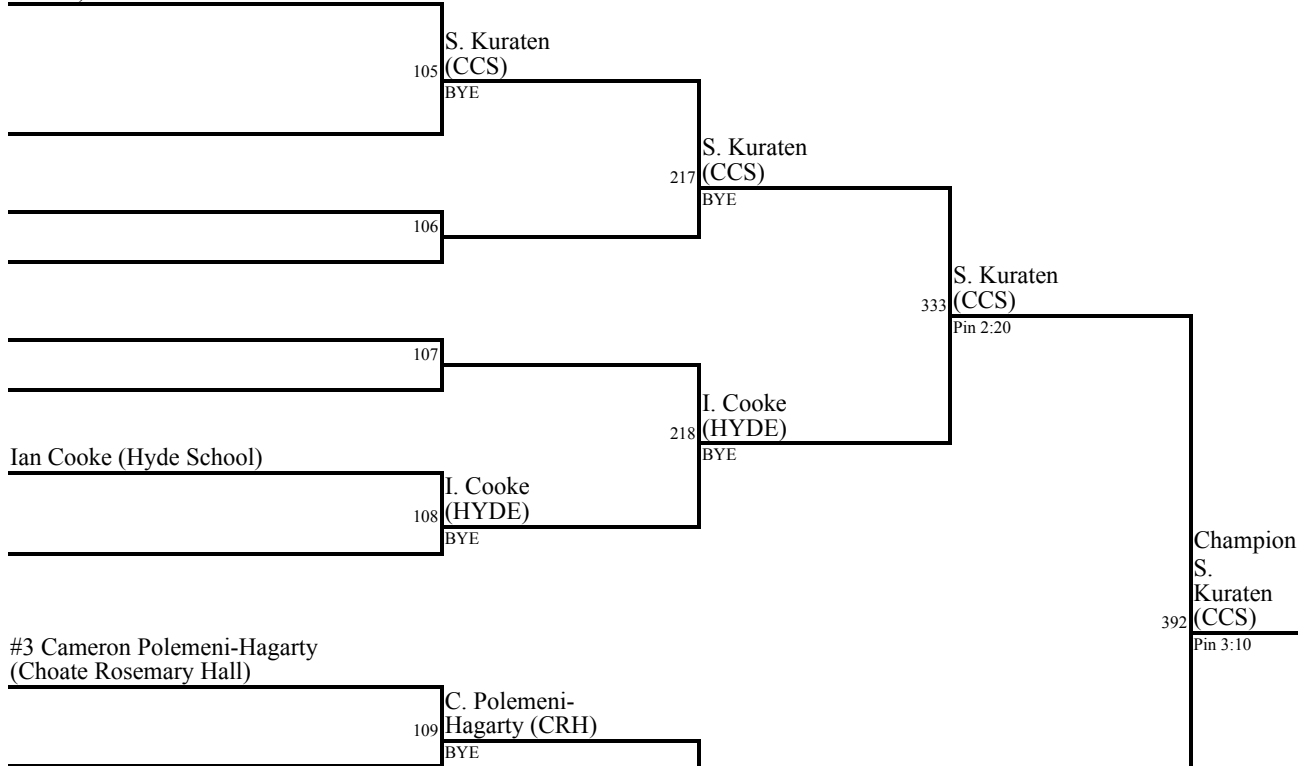 S. Kuraten
105 (CCS)
BYE
S. Kuraten
217 (CCS)
BYE
106
S. Kuraten
333 (CCS)
Pin 2:20
107
I. Cooke
218 (HYDE)
BYE
Ian Cooke (Hyde School)
I. Cooke
108 (HYDE)
BYE
Champion
S.
Kuraten
392 (CCS)
Pin 3:10
#3 Cameron Polemeni-Hagarty
(Choate Rosemary Hall)
C. Polemeni-
109 Hagarty (CRH)
BYE